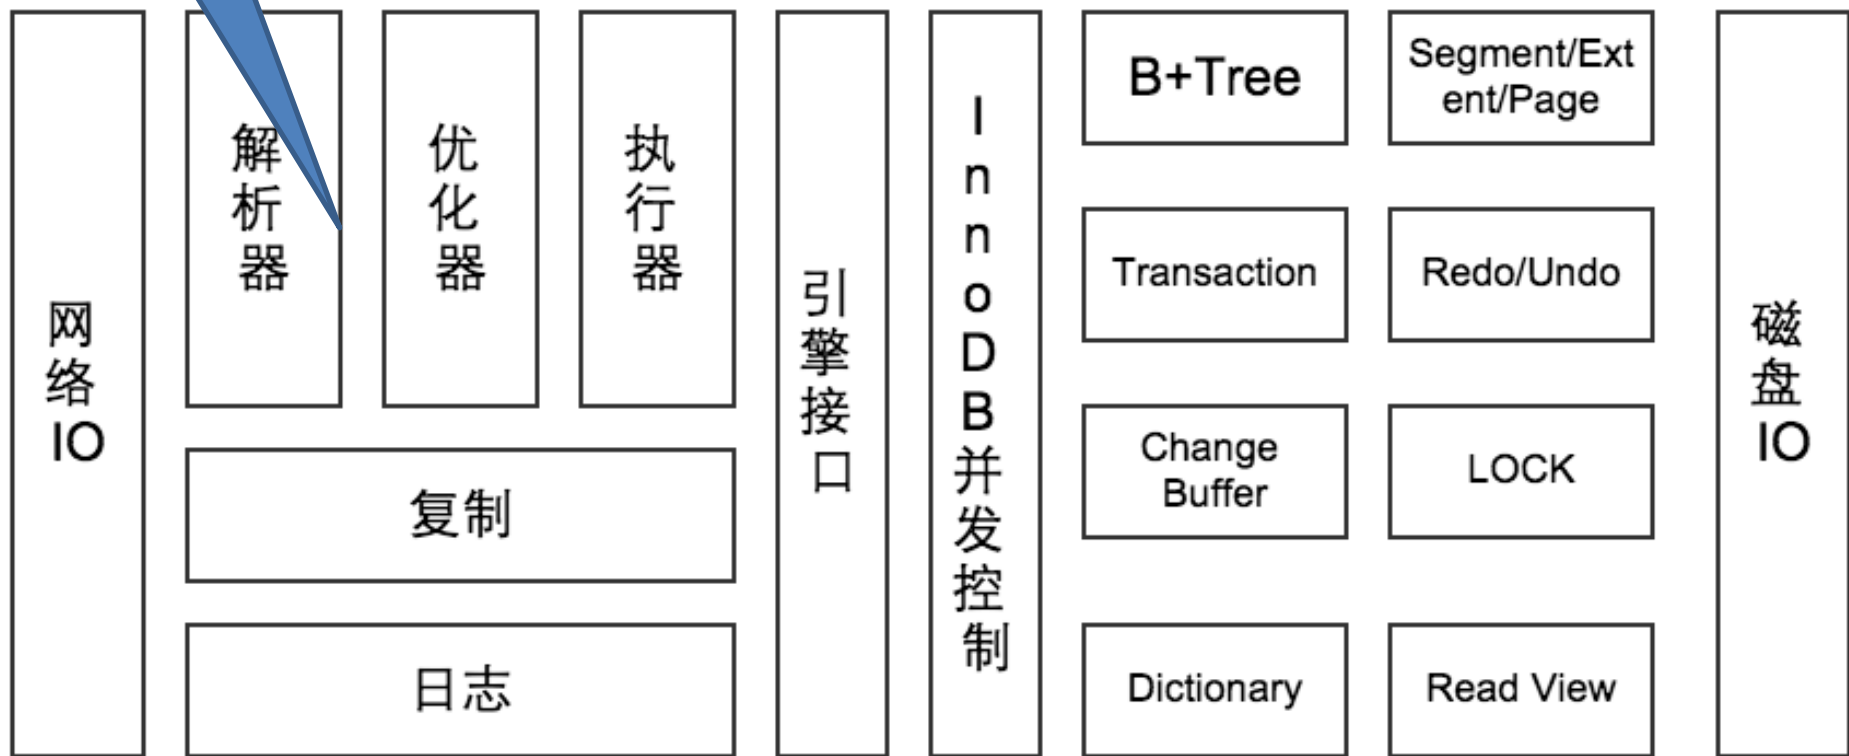 网络IO
解析器
优化器
执行器
复制
日志
引擎接口
InnoDB并发控制
B+Tree
Segment/Ext
ent/Page
Transaction
Redo/Undo
Change
Buffer
LOCK
Dictionary
Read View
磁盘IO